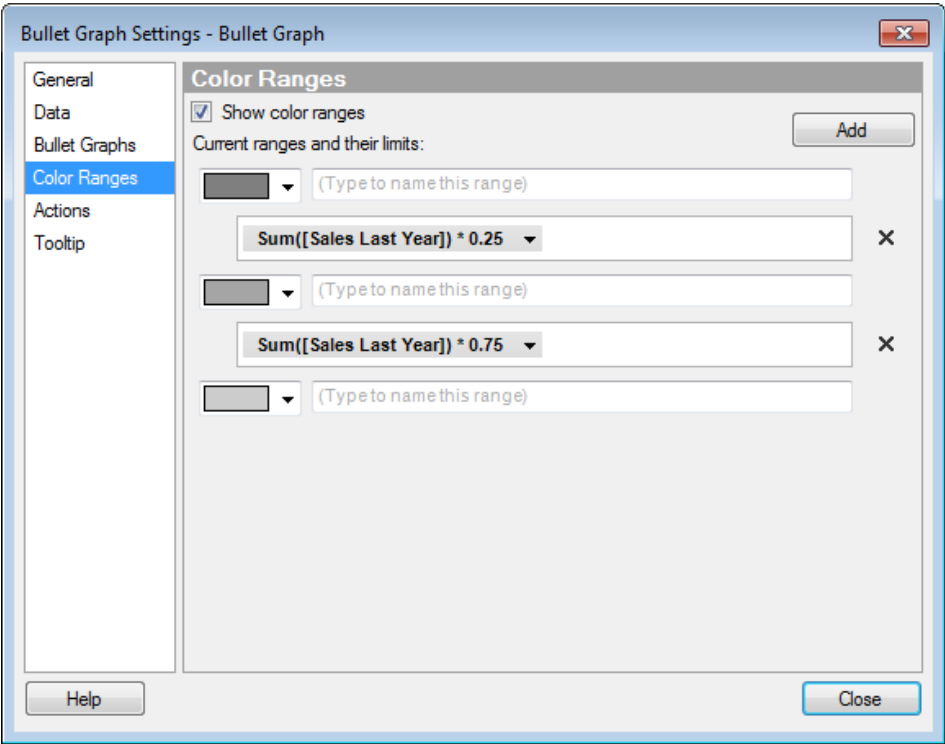 Bullet Graph Settings - Bullet Graph
General
Data
Bullet Graphs
Color Ranges
Actions
Tooltip
Color Ranges
Show color ranges
Add
Current ranges and their limits:
(Type to name this range)
Sum([Sales Last Year]) * 0.25
(Type to name this range)
Sum([Sales Last Year]) * 0.75
(Type to name this range)
Help
Close